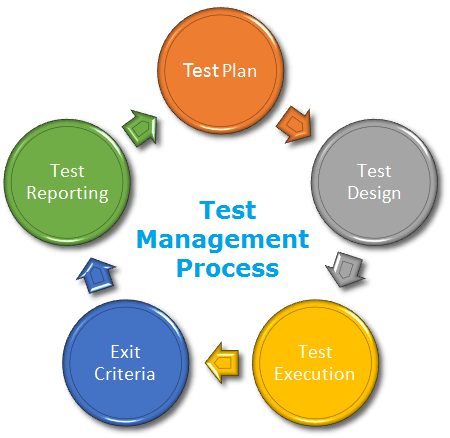 Test Plan
Test
Design
Test
Execution
Exit
Criteria
Test
Reporting
Test
Management
Process